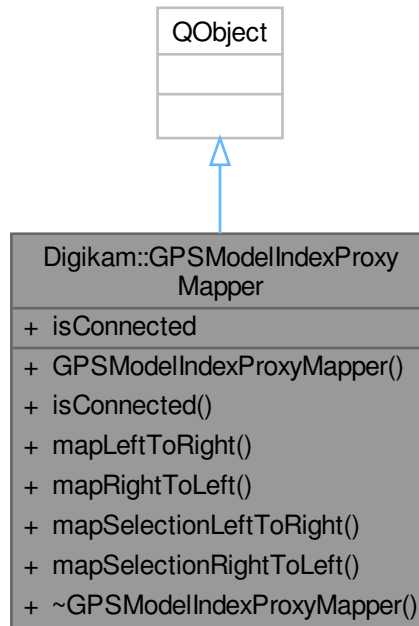 QObject
Digikam::GPSModelIndexProxy
Mapper
+ isConnected
+ GPSModelIndexProxyMapper()
+ isConnected()
+ mapLeftToRight()
+ mapRightToLeft()
+ mapSelectionLeftToRight()
+ mapSelectionRightToLeft()
+ ~GPSModelIndexProxyMapper()